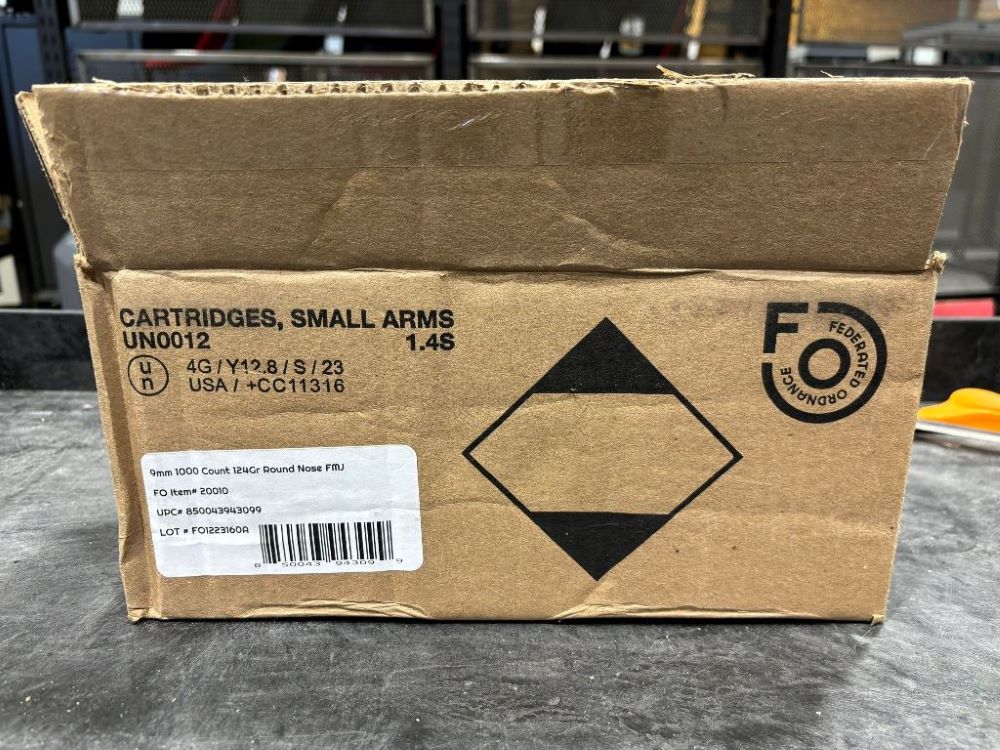 CARTRIDGES, SMALL ARMS
UN0012 1.4S
un 4G/Y12.8/S/23
USA/ +CC11316
FO
FEDERATED ORDNANCE
9mm 1000 Count 124Gr Round Nose FMJ
FO Item# 20010
UPC# 850043943099
LOT # FO1223160A
8 50043 94309 9